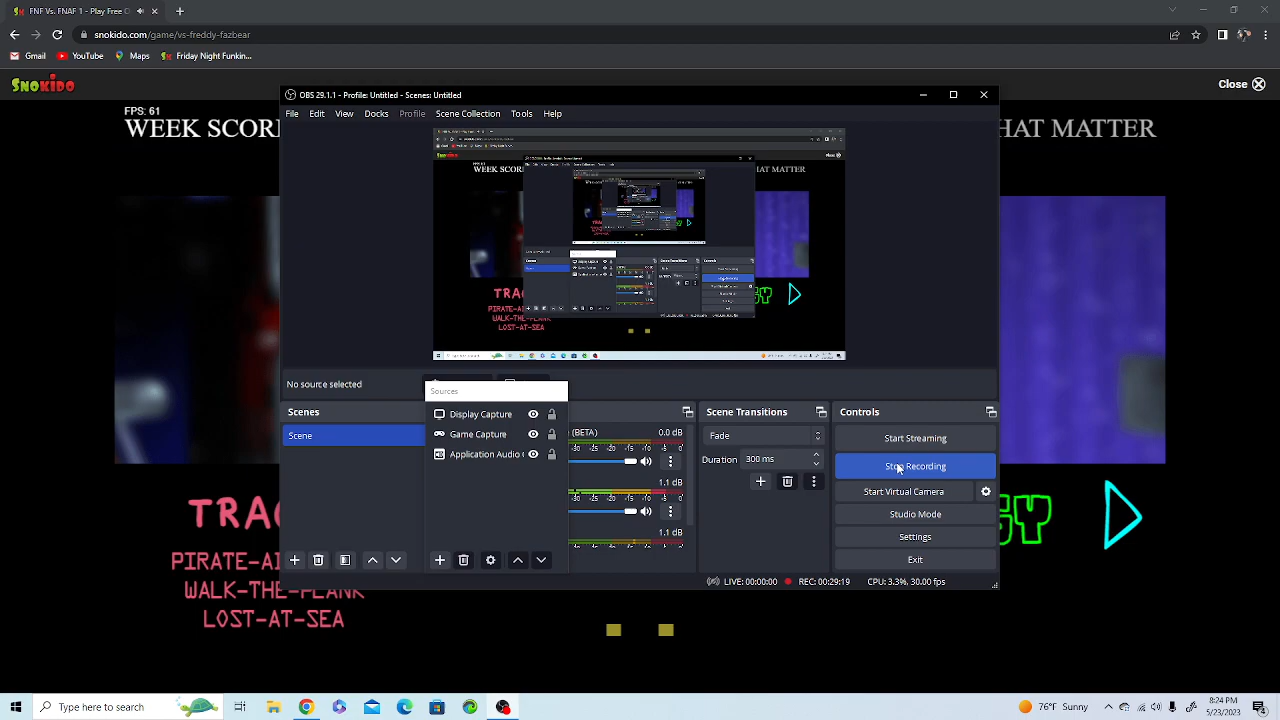 FNF Vs. FNAF 1 - Play
snokido.com/game/vs-freddy-fazbear
Gmail
YouTube
Maps
Friday Night Funkin...
SNOKIDO
Close
FPS: 61
WEEK SCOR
HAT MATTER
OBS 29.1.1 - Profile: Untitled - Scenes: Untitled
File
Edit
View
Docks
Profile
Scene Collection
Tools
Help
No source selected
Scenes
Scene
Sources
Display Capture
Game Capture
Application Audio
(BETA)
0.0 dB
1.1 dB
1.1 dB
Scene Transitions
Fade
Duration
300 ms
Controls
Start Streaming
Stop Recording
Start Virtual Camera
Studio Mode
Settings
Exit
LIVE: 00:00:00
REC: 00:29:19
CPU: 3.3%, 30.00 fps
TRA
PIRATE-A
WALK-THE-PLANK
LOST-AT-SEA
SY
Type here to search
76°F Sunny
8:24 PM
5/28/2023